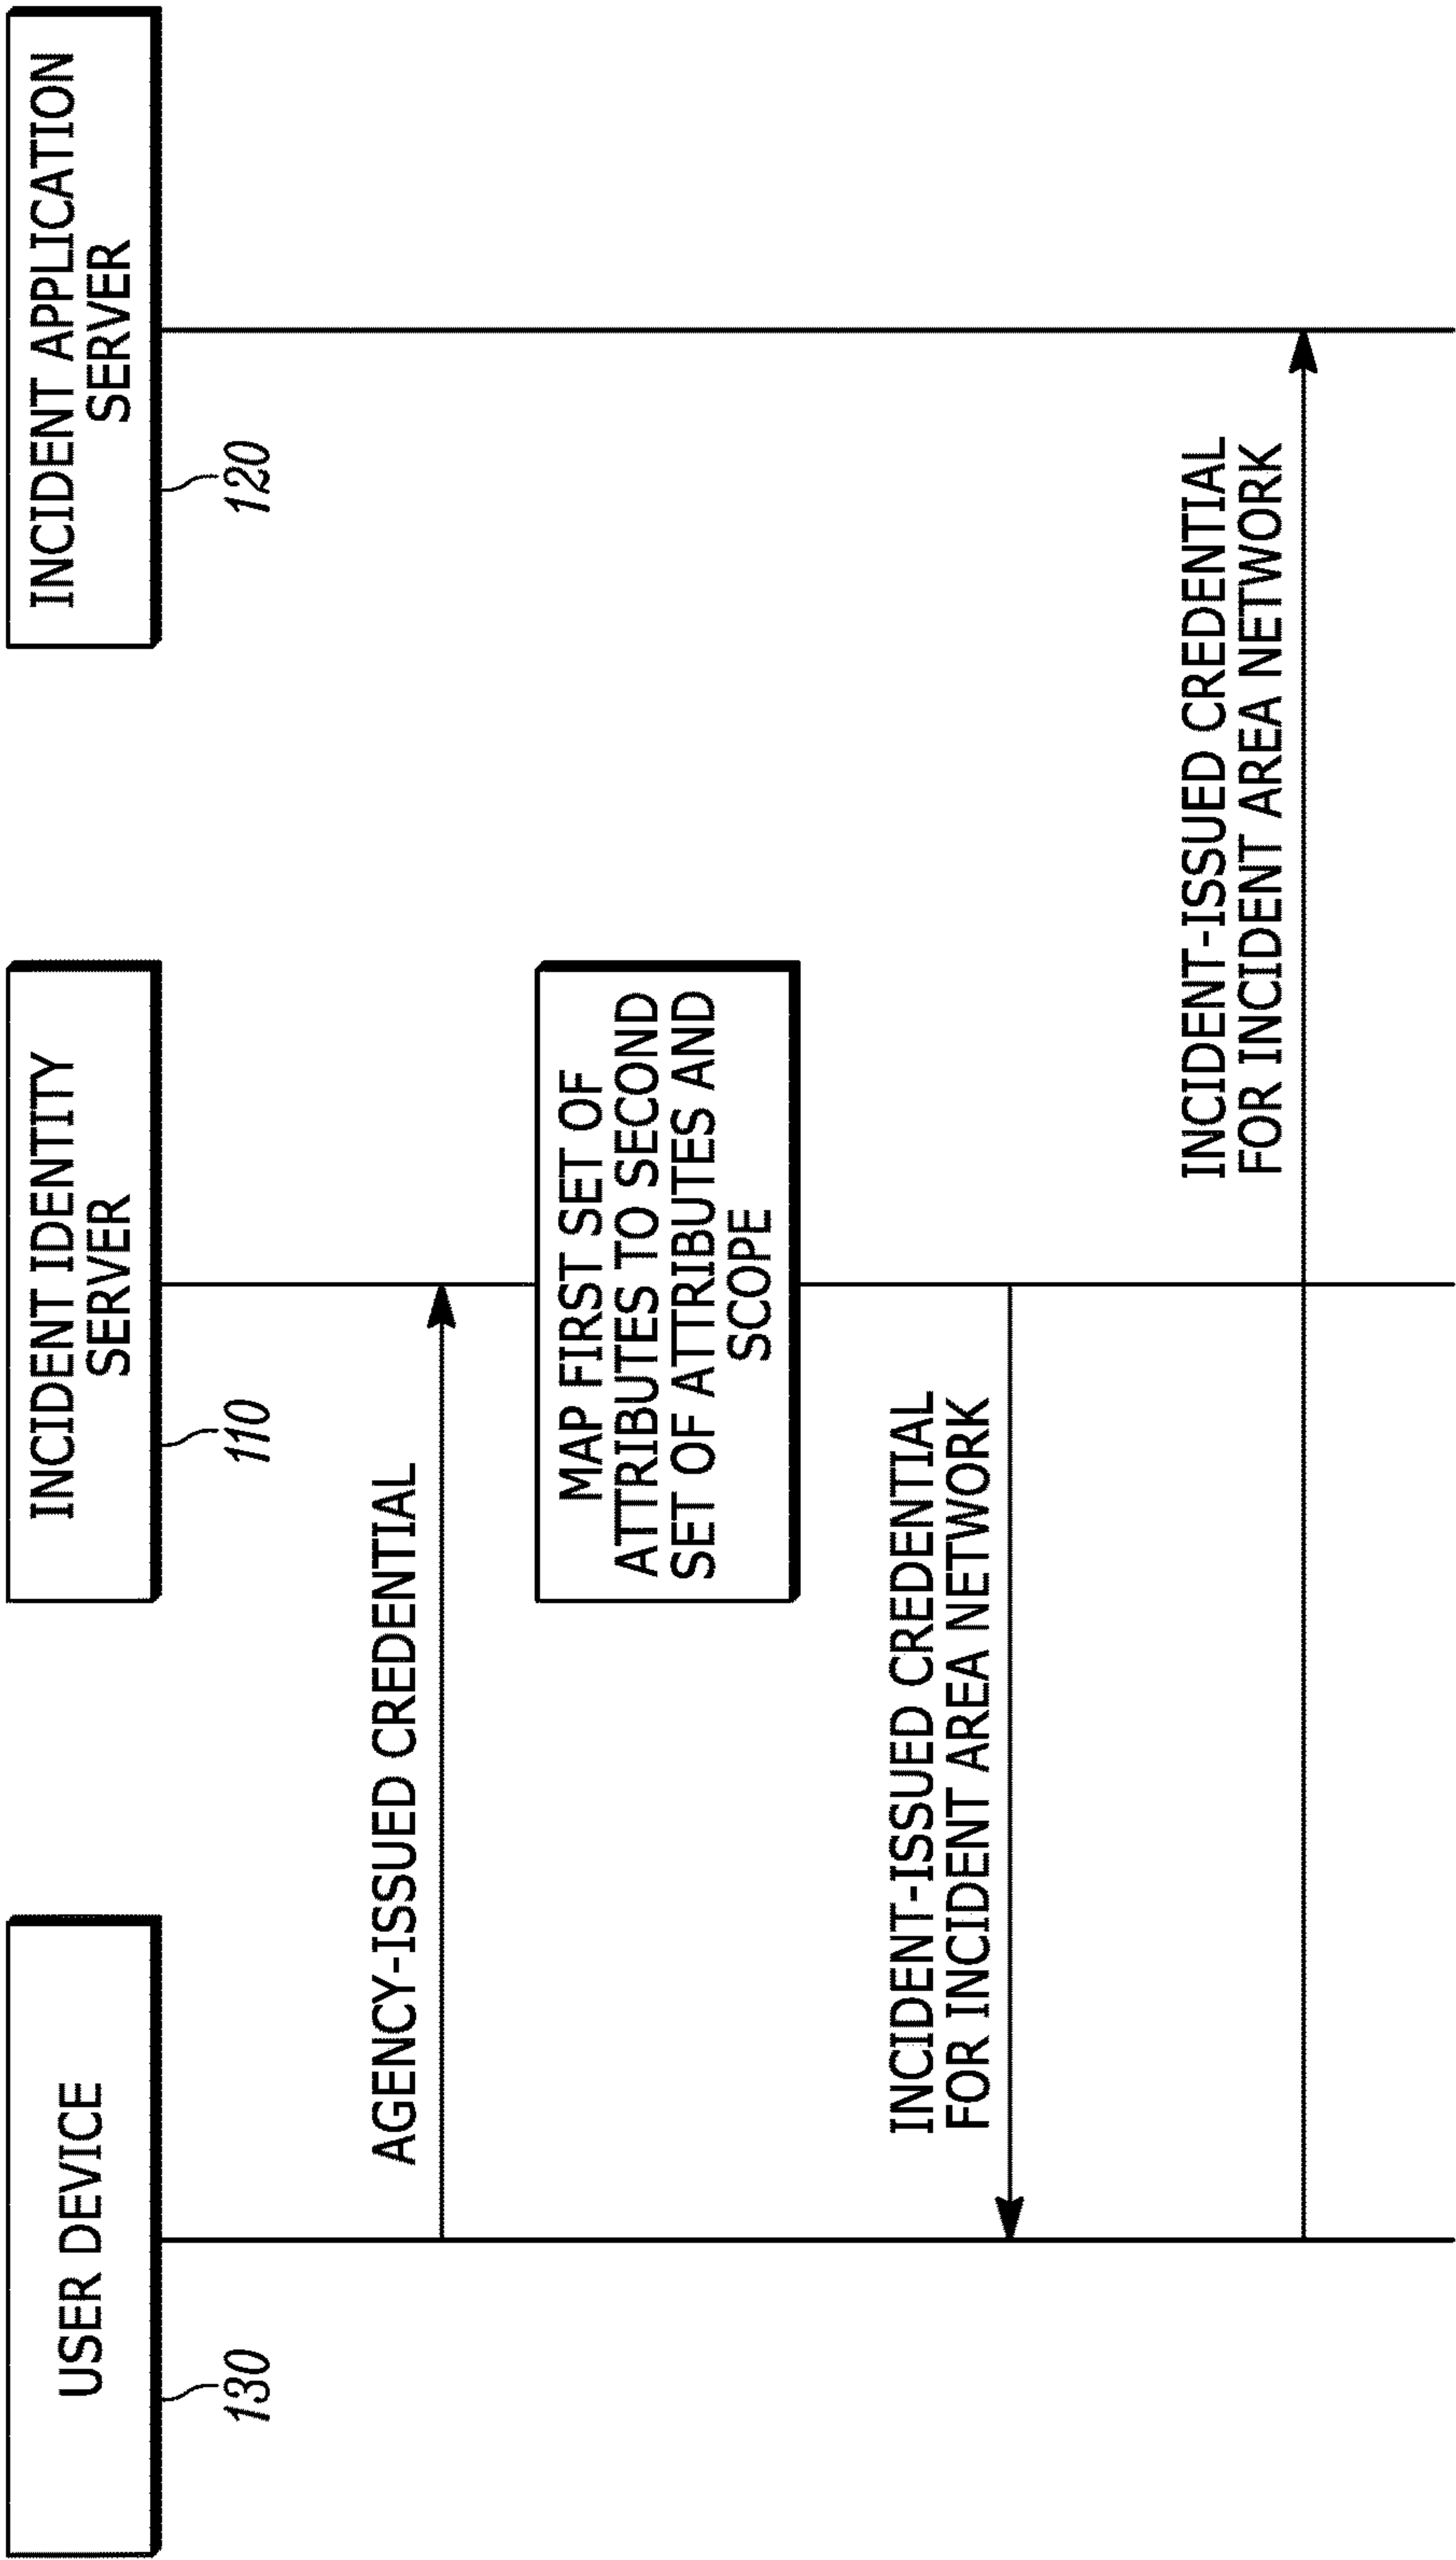 USER DEVICE
130
INCIDENT IDENTITY
SERVER
110
INCIDENT APPLICATION
SERVER
120
AGENCY-ISSUED CREDENTIAL
MAP FIRST SET OF
ATTRIBUTES TO SECOND
SET OF ATTRIBUTES AND
SCOPE
INCIDENT-ISSUED CREDENTIAL
FOR INCIDENT AREA NETWORK
INCIDENT-ISSUED CREDENTIAL
FOR INCIDENT AREA NETWORK